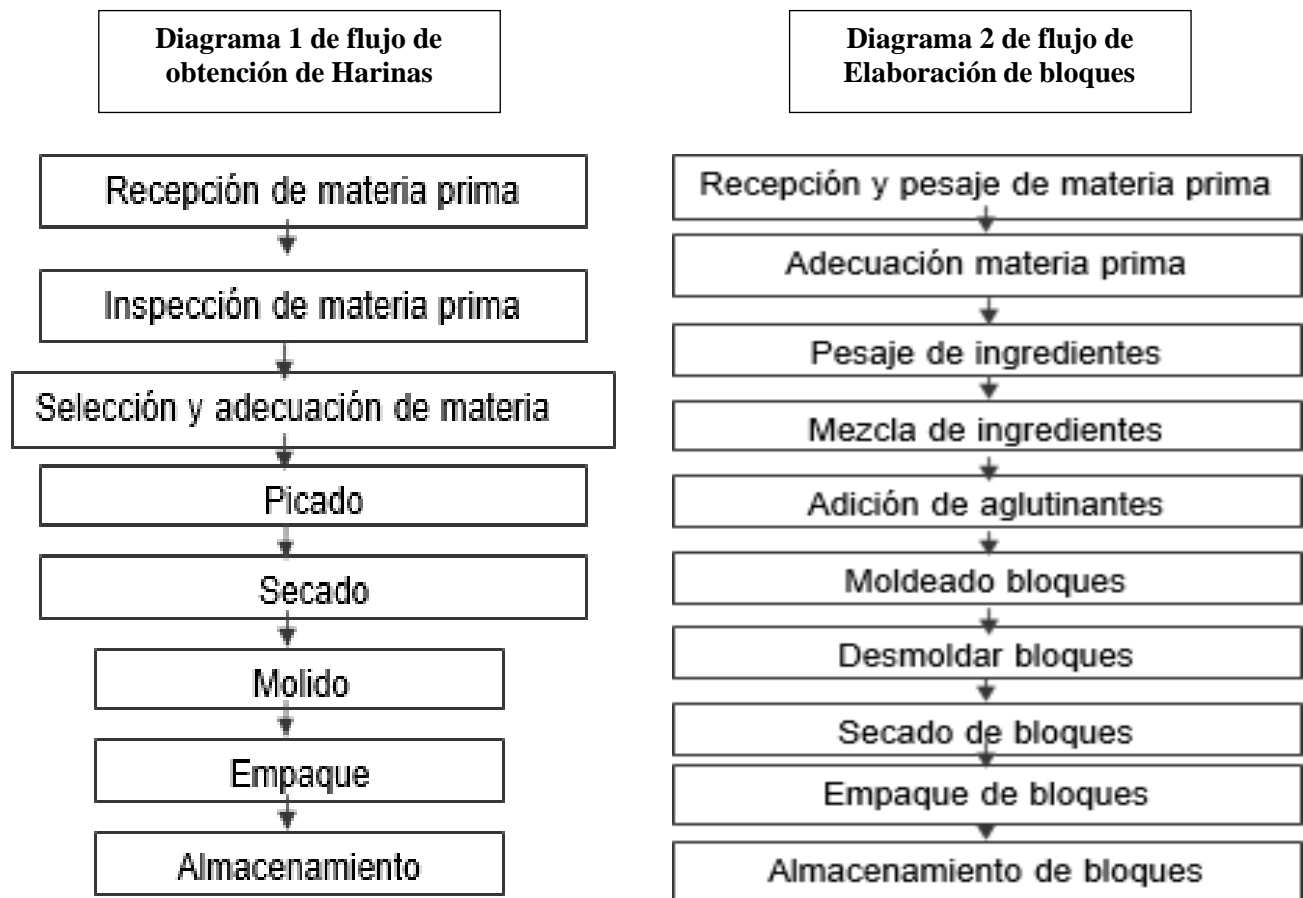 Diagrama 1 de flujo de
obtención de Harinas
Recepción de materia prima
Inspección de materia prima
Selección y adecuación de materia
Picado
Secado
Molido
Empaque
Almacenamiento
Diagrama 2 de flujo de
Elaboración de bloques
Recepción y pesaje de materia prima
Adecuación materia prima
Pesaje de ingredientes
Mezcla de ingredientes
Adición de aglutinantes
Moldeado bloques
Desmoldar bloques
Secado de bloques
Empaque de bloques
Almacenamiento de bloques